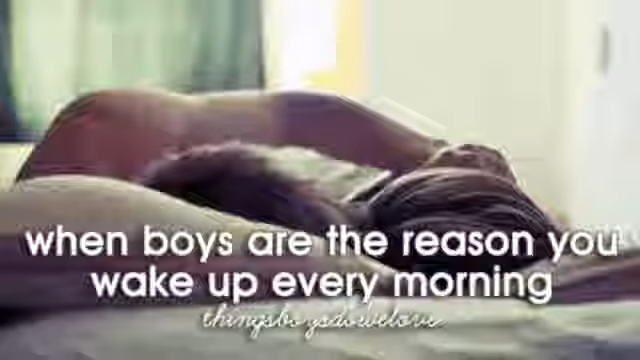 when boys are the reason you
wake up every morning
thingsboysdowelove